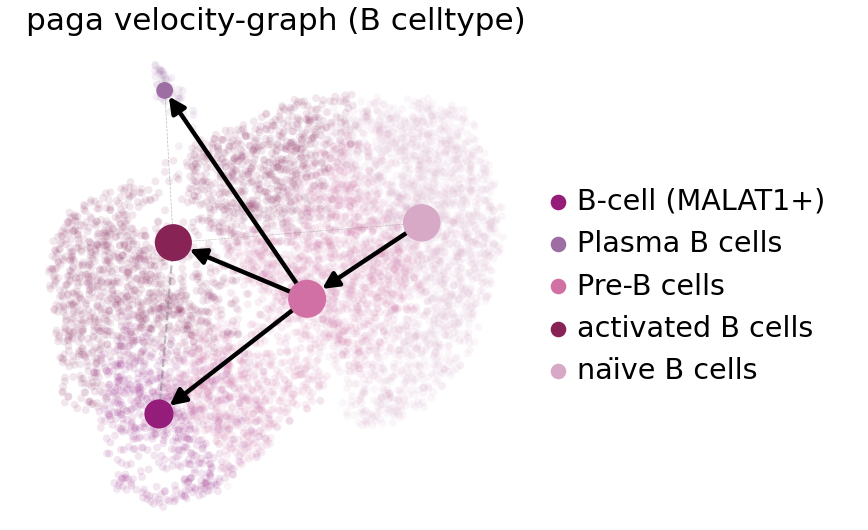 paga velocity-graph (B celltype)
B-cell (MALAT1+)
Plasma B cells
Pre-B cells
activated B cells
naïve B cells